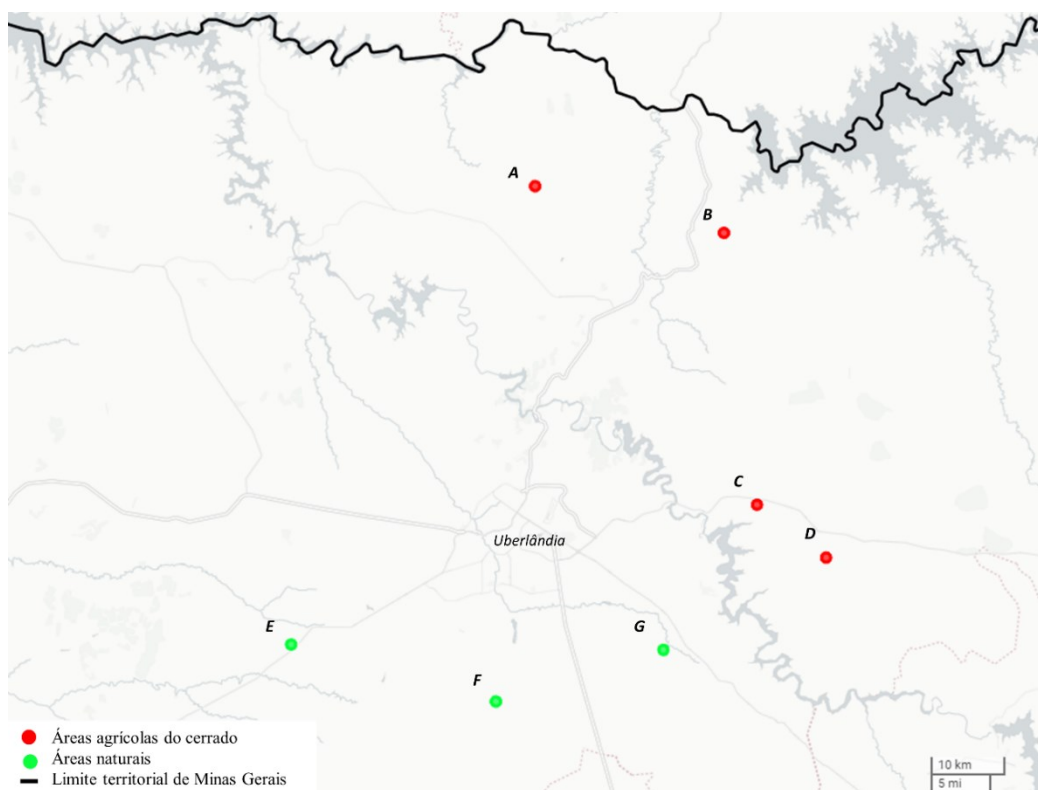 A
B
C
D
Uberlândia
E
G
F
Áreas agrícolas do cerrado
Áreas naturais
Limite territorial de Minas Gerais
10 km
5 mi